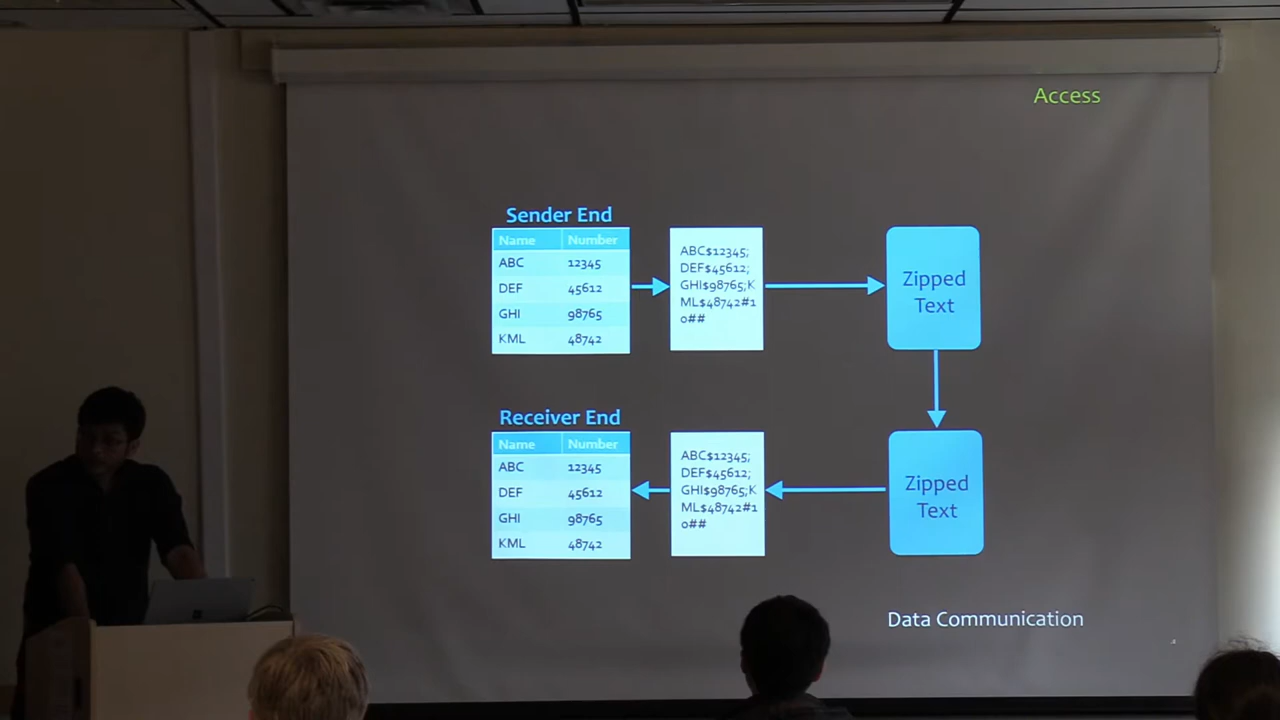 Access
Sender End
Name Number
ABC 12345
DEF 45612
GHI 98765
KML 48742
ABC$12345;
DEF$45612;
GHI$98765;K
ML$48742#1
0##
Zipped
Text
Receiver End
Name Number
ABC 12345
DEF 45612
GHI 98765
KML 48742
ABC$12345;
DEF$45612;
GHI$98765;K
ML$48742#1
0##
Zipped
Text
Data Communication